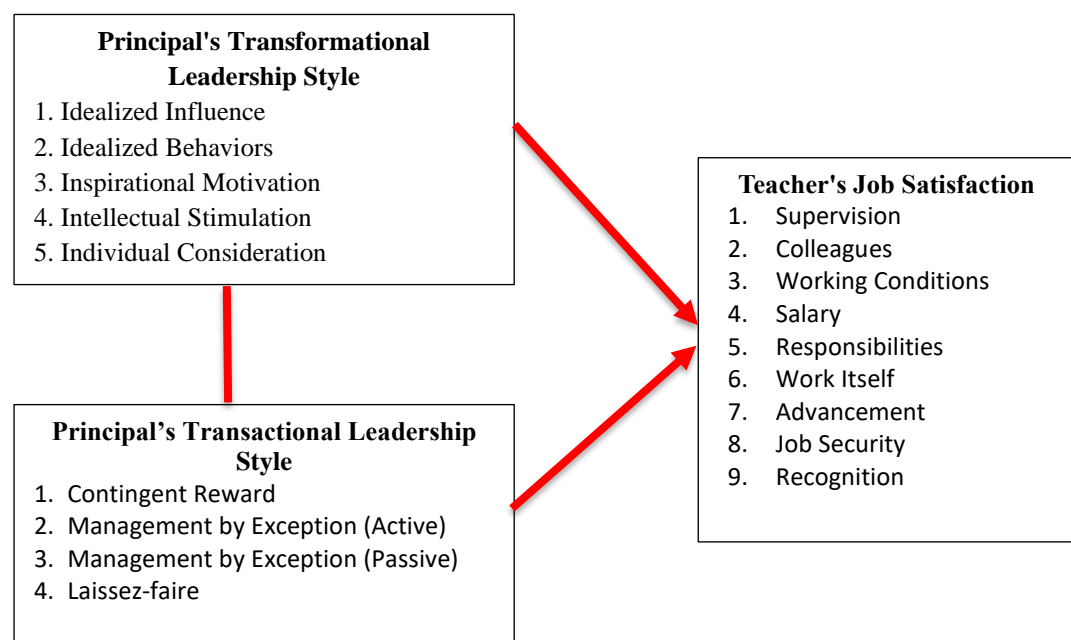 Principal's Transformational
Leadership Style
1. Idealized Influence
2. Idealized Behaviors
3. Inspirational Motivation
4. Intellectual Stimulation
5. Individual Consideration
Principal’s Transactional Leadership
Style
1. Contingent Reward
2. Management by Exception (Active)
3. Management by Exception (Passive)
4. Laissez-faire
Teacher's Job Satisfaction
1. Supervision
2. Colleagues
3. Working Conditions
4. Salary
5. Responsibilities
6. Work Itself
7. Advancement
8. Job Security
9. Recognition